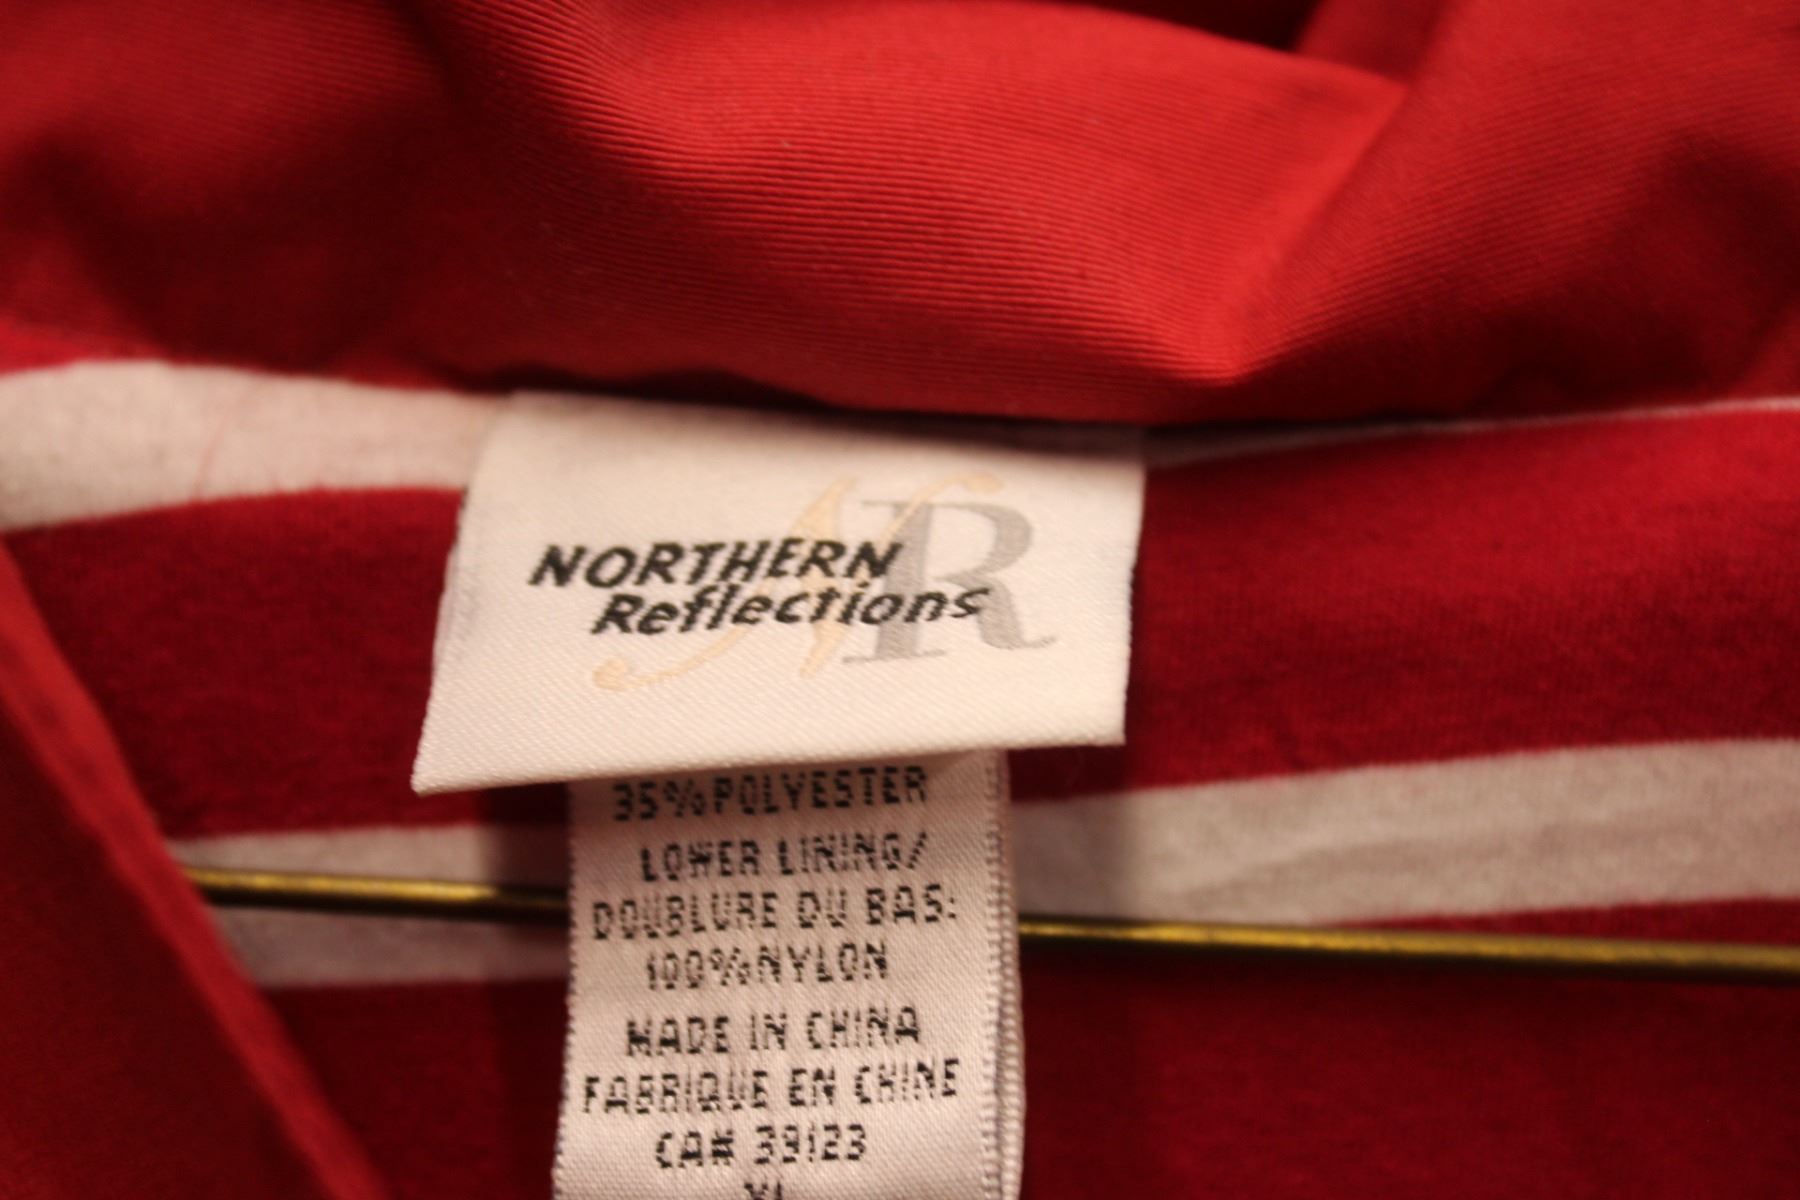 NORTHERN
Reflections
NR
35% POLYESTER
LOWER LINING/
DOUBLURE DU BAS:
100% NYLON
MADE IN CHINA
FABRIQUE EN CHINE
CA# 39123
XL